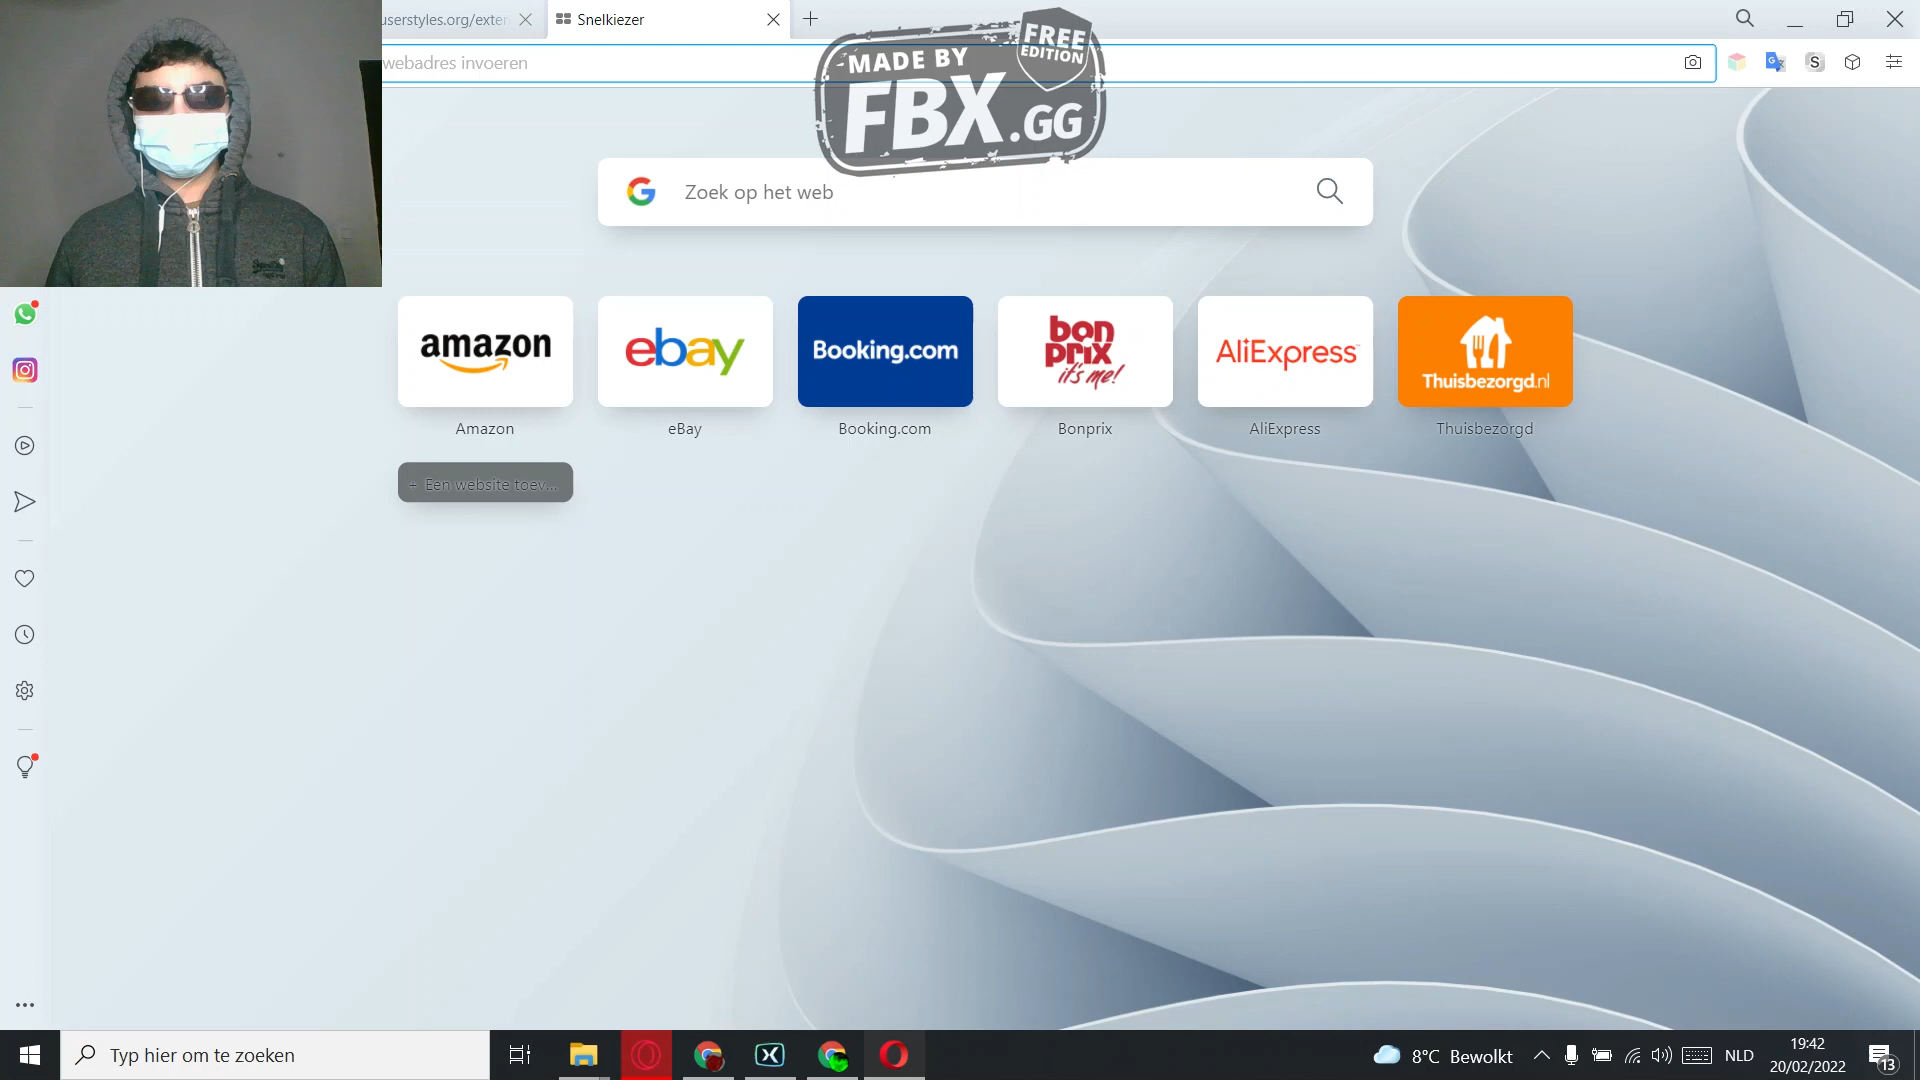 userstyles.org/exten
Snelkiezer
webadres invoeren
MADE BY
FREE
EDITION
FBX.GG
Zoek op het web
amazon
ebay
Booking.com
bon
prix
it's me!
AliExpress
Thuisbezorgd.nl
Amazon
eBay
Booking.com
Bonprix
AliExpress
Thuisbezorgd
+ Een website toev...
Typ hier om te zoeken
8°C Bewolkt
NLD
19:42
20/02/2022
13